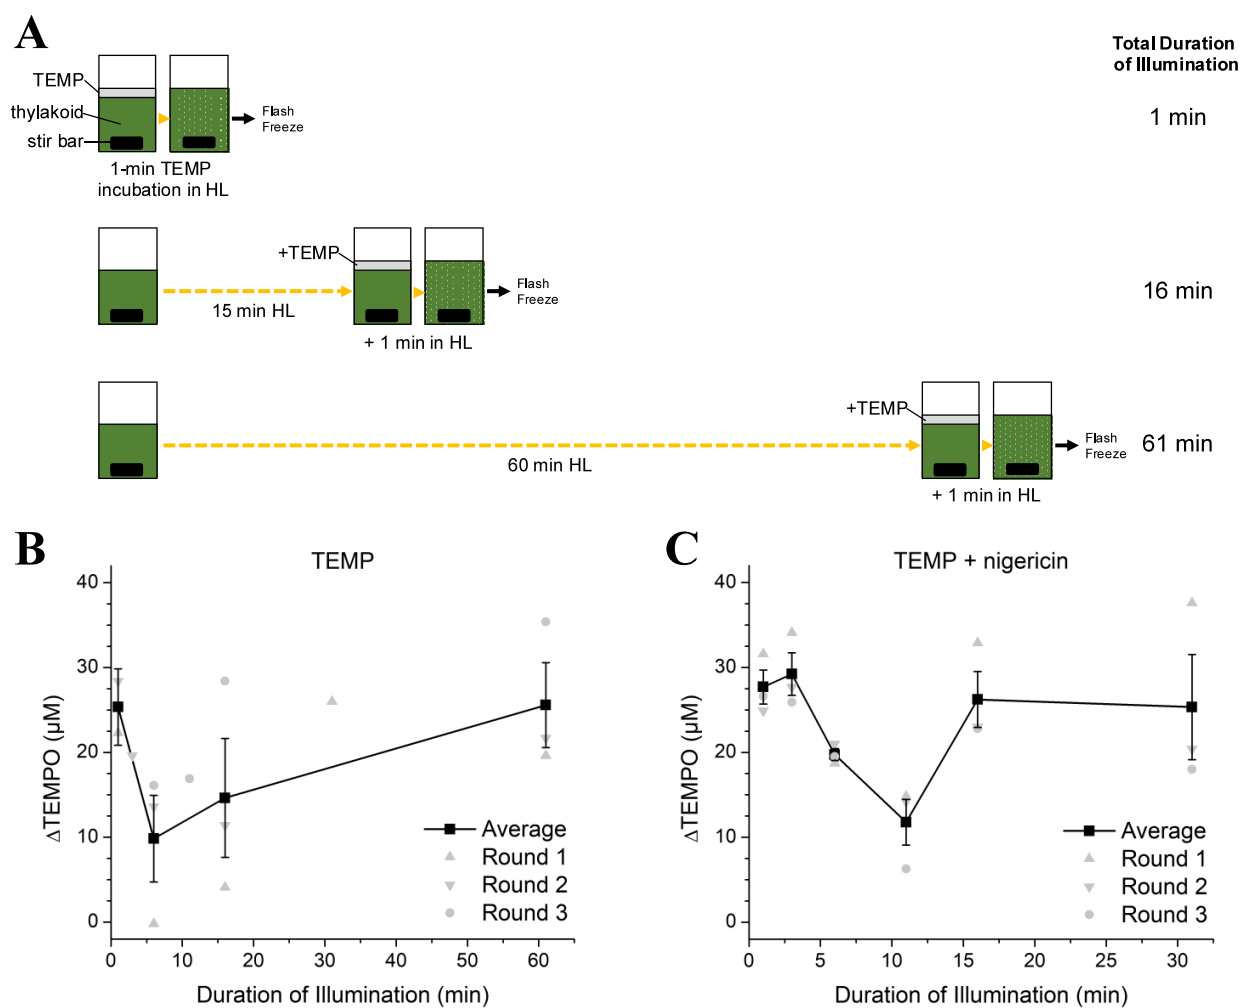 A
Total Duration
of Illumination
TEMP
thylakoid
stir bar
Flash
Freeze
1 min
1-min TEMP
incubation in HL
+TEMP
15 min HL
Flash
Freeze
16 min
+ 1 min in HL
+TEMP
60 min HL
Flash
Freeze
61 min
+ 1 min in HL
B
TEMP
ΔTEMPO (μM)
40
30
20
10
0
Average
Round 1
Round 2
Round 3
0 10 20 30 40 50 60
Duration of Illumination (min)
C
TEMP + nigericin
ΔTEMPO (μM)
40
30
20
10
0
Average
Round 1
Round 2
Round 3
0 5 10 15 20 25 30
Duration of Illumination (min)